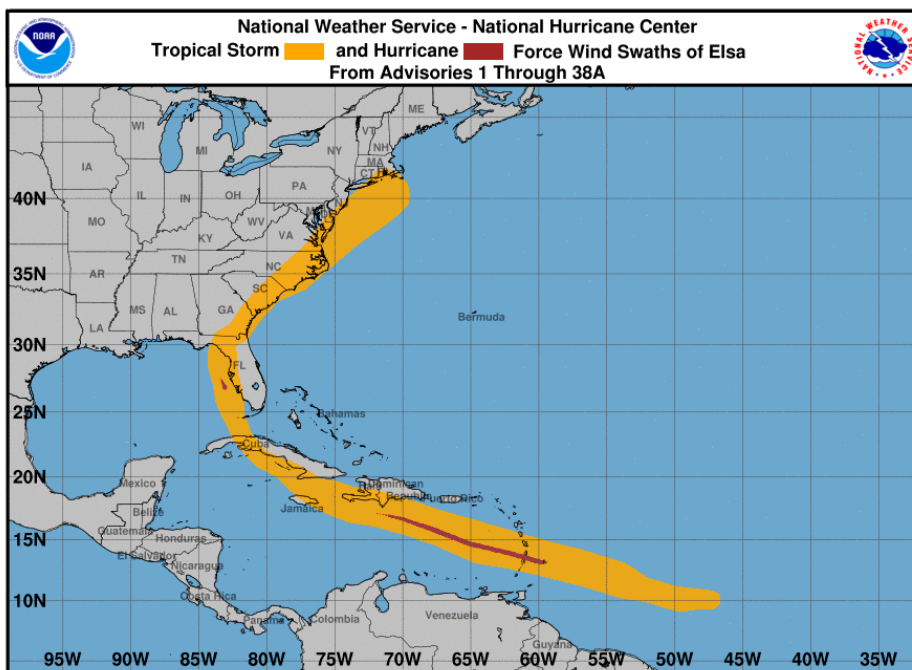 National Weather Service - National Hurricane Center
Tropical Storm and Hurricane Force Wind Swaths of Elsa
From Advisories 1 Through 38A
NOAA
ME
WI
VT
MI
NY
NH
MA
IA
CT
PA
IL
IN
OH
40N
MO
WV
VA
KY
TN
NC
35N
AR
SC
MS
AL
GA
Bermuda
LA
30N
FL
25N
Bahamas
Cuba
20N
Mexico
Dominican
Haiti
Republic
Puerto Rico
Jamaica
Belize
15N
Guatemala
Honduras
El Salvador
Nicaragua
10N
Costa Rica
Panama
Colombia
Venezuela
Guyana
95W 90W 85W 80W 75W 70W 65W 60W 55W 50W 45W 40W 35W